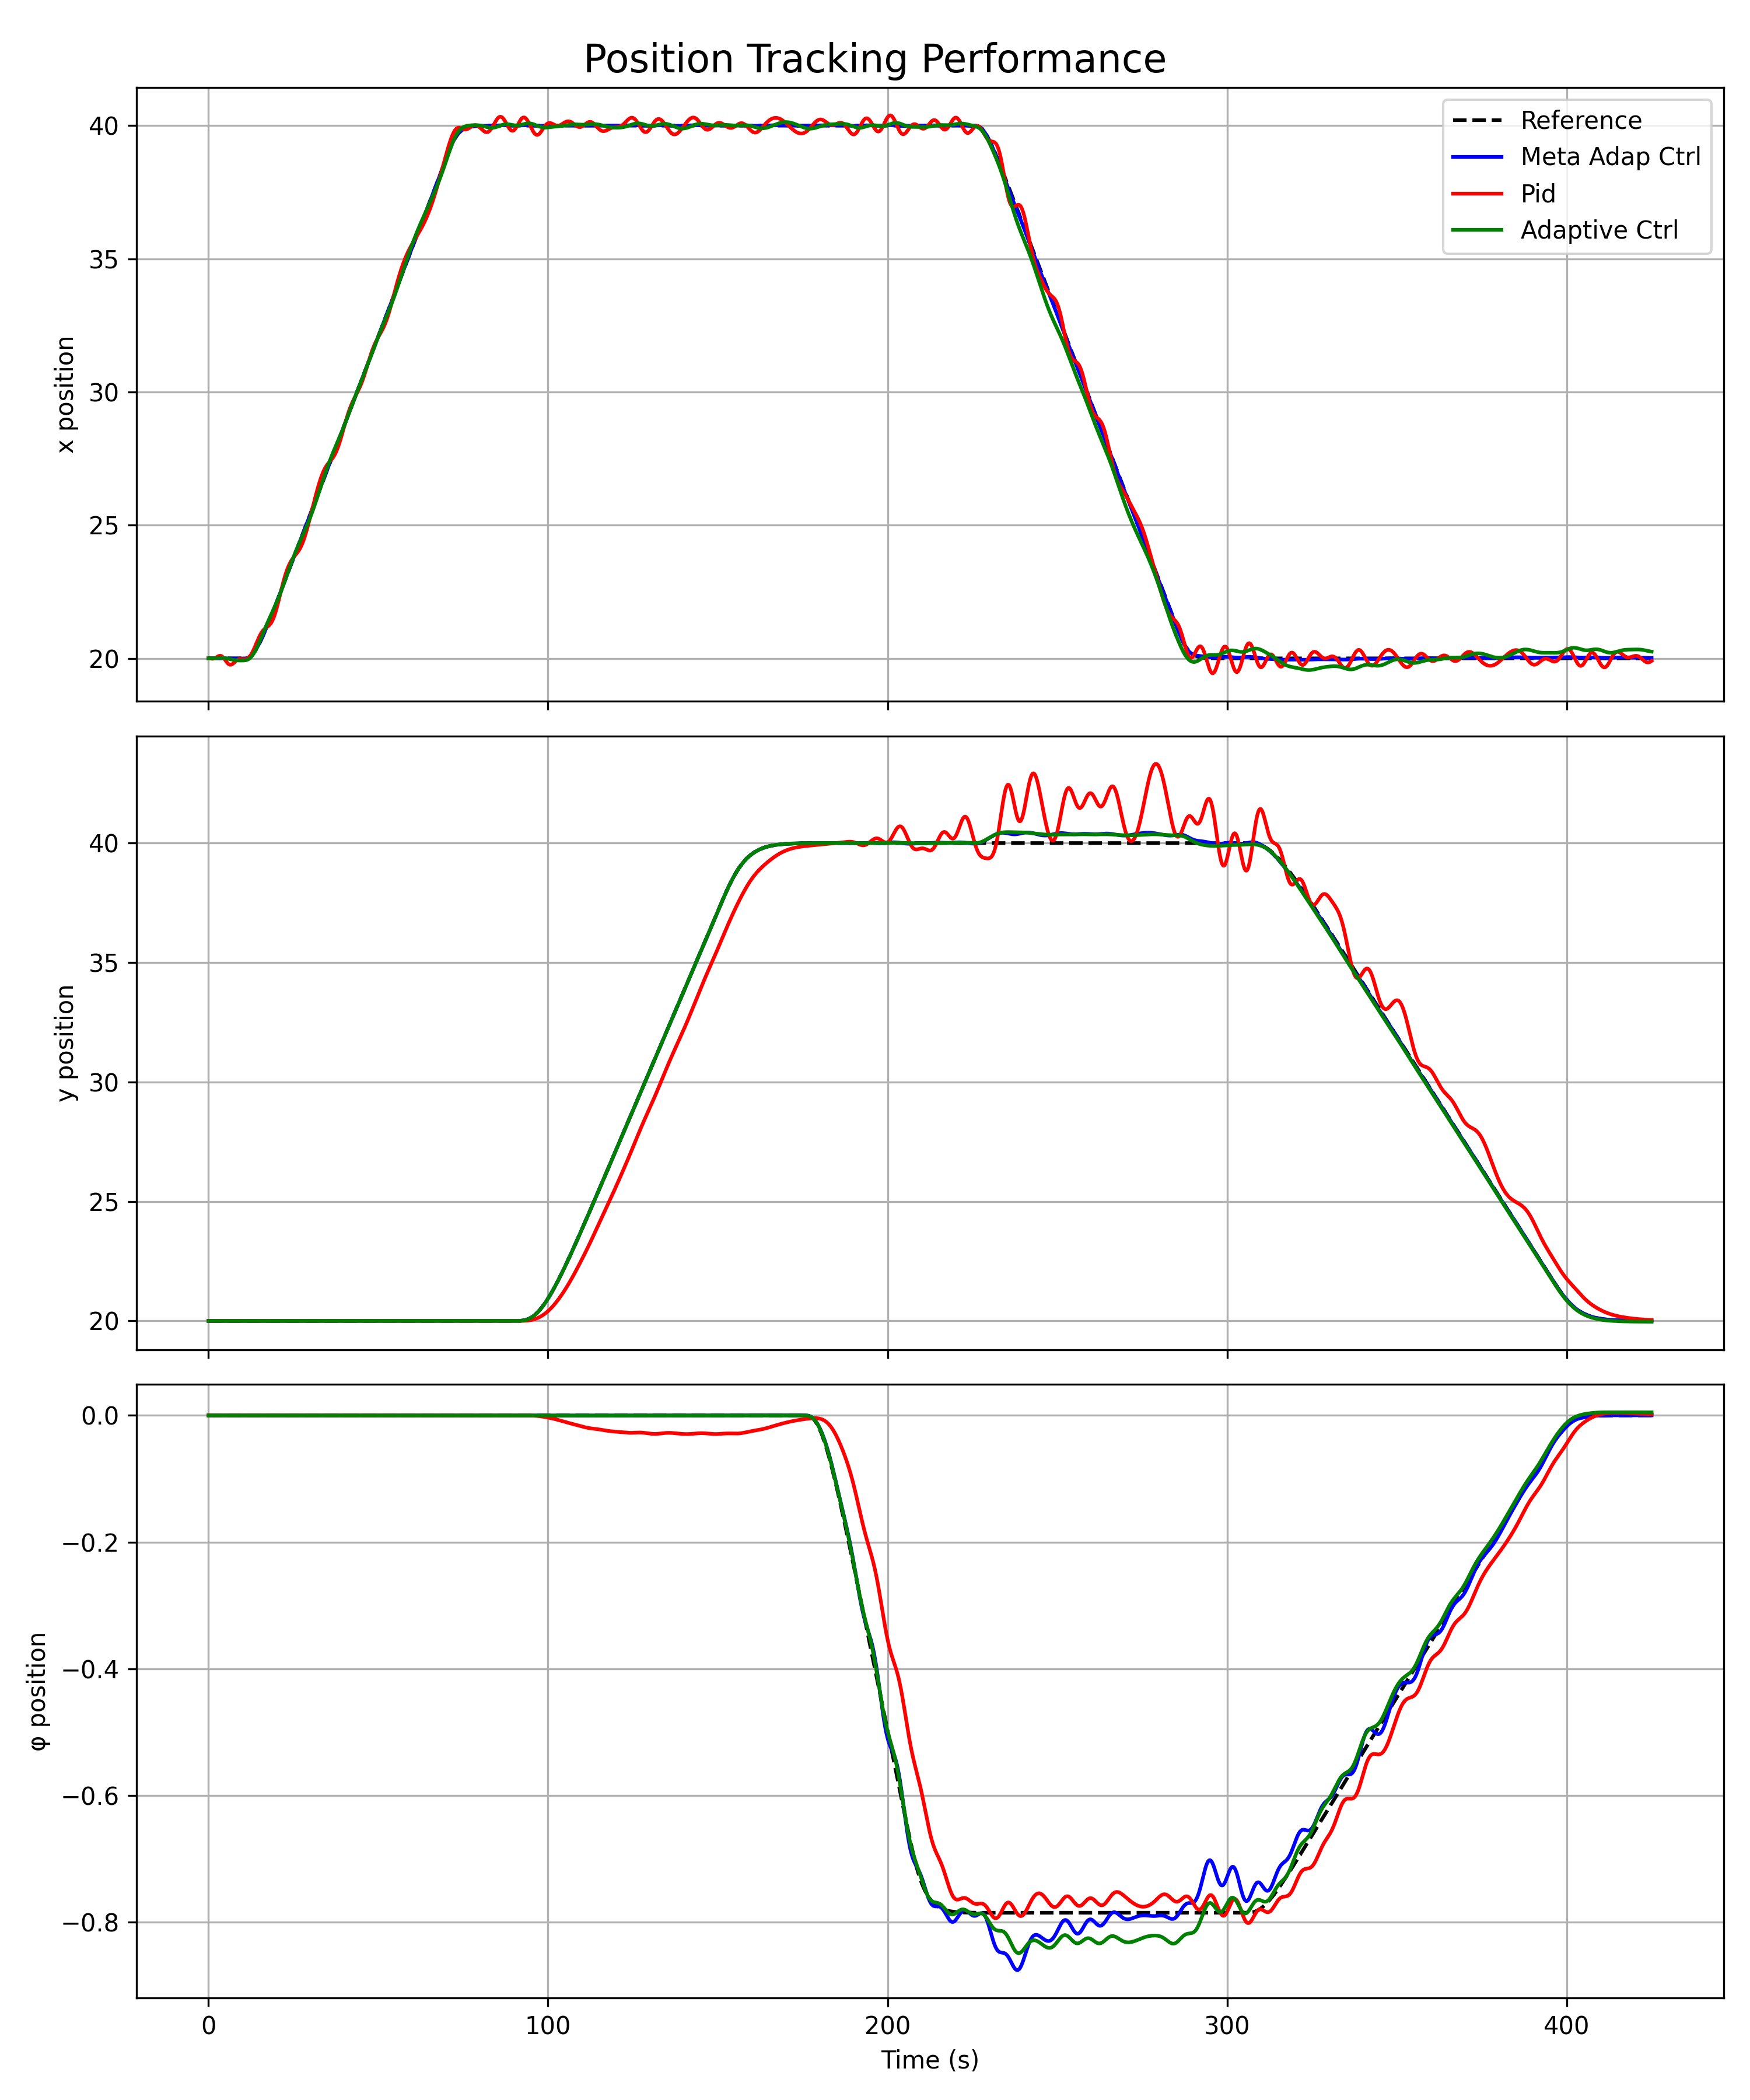 Position Tracking Performance
40
35
30
25
20
x position
Reference
Meta Adap Ctrl
Pid
Adaptive Ctrl
40
35
30
25
20
y position
0.0
−0.2
−0.4
−0.6
−0.8
φ position
0 100 200 300 400
Time (s)